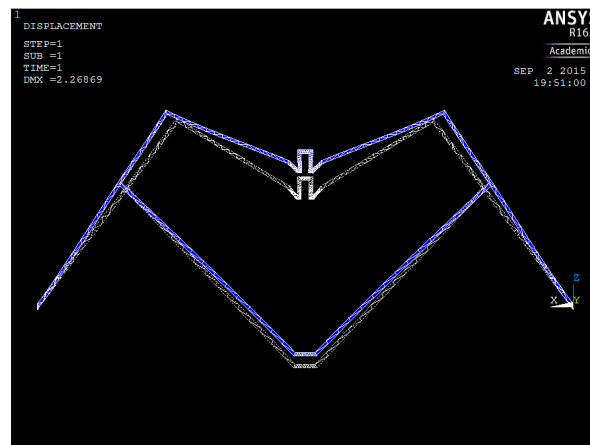 1
DISPLACEMENT
STEP=1
SUB =1
TIME=1
DMX =2.26869
ANSYS
R16.
Academic
SEP 2 2015
19:51:00
Z
X
Y